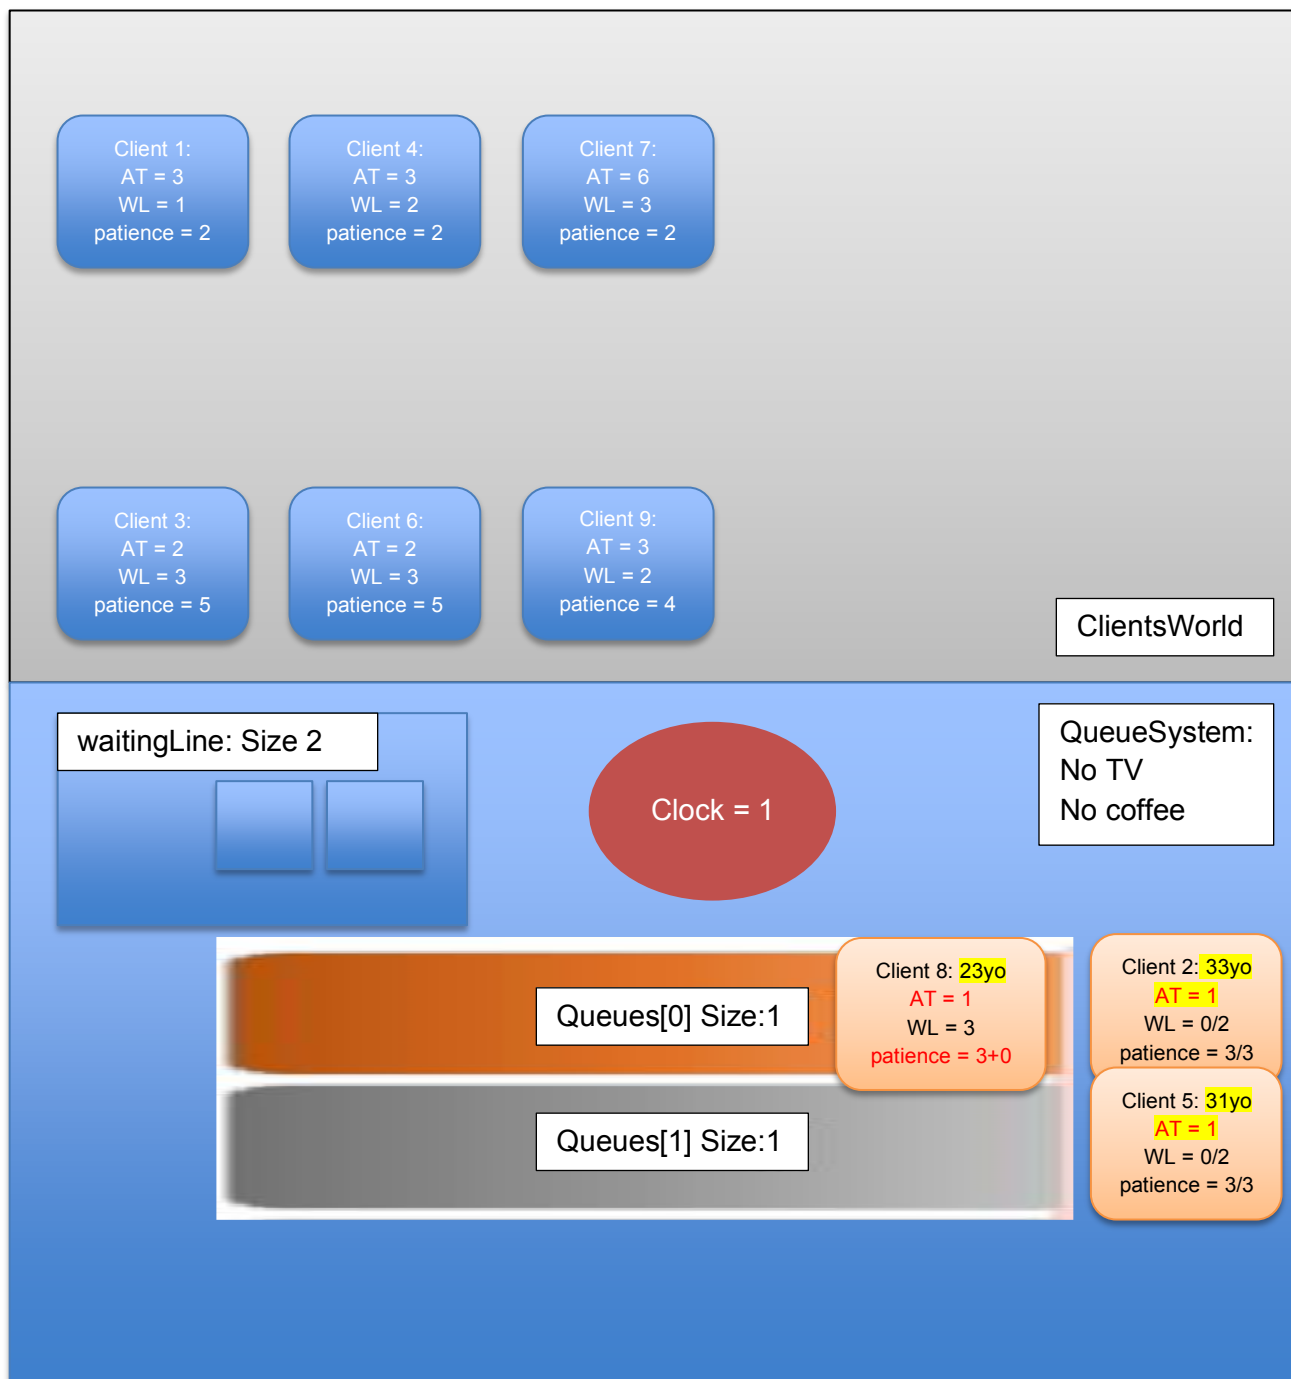 Client 1:
AT = 3
WL = 1
patience = 2
Client 4:
AT = 3
WL = 2
patience = 2
Client 7:
AT = 6
WL = 3
patience = 2
Client 3:
AT = 2
WL = 3
patience = 5
Client 6:
AT = 2
WL = 3
patience = 5
Client 9:
AT = 3
WL = 2
patience = 4
ClientsWorld
waitingLine: Size 2
Clock = 1
QueueSystem:
No TV
No coffee
Queues[0] Size:1
Client 8: 23yo
AT = 1
WL = 3
patience = 3+0
Client 2: 33yo
AT = 1
WL = 0/2
patience = 3/3
Queues[1] Size:1
Client 5: 31yo
AT = 1
WL = 0/2
patience = 3/3